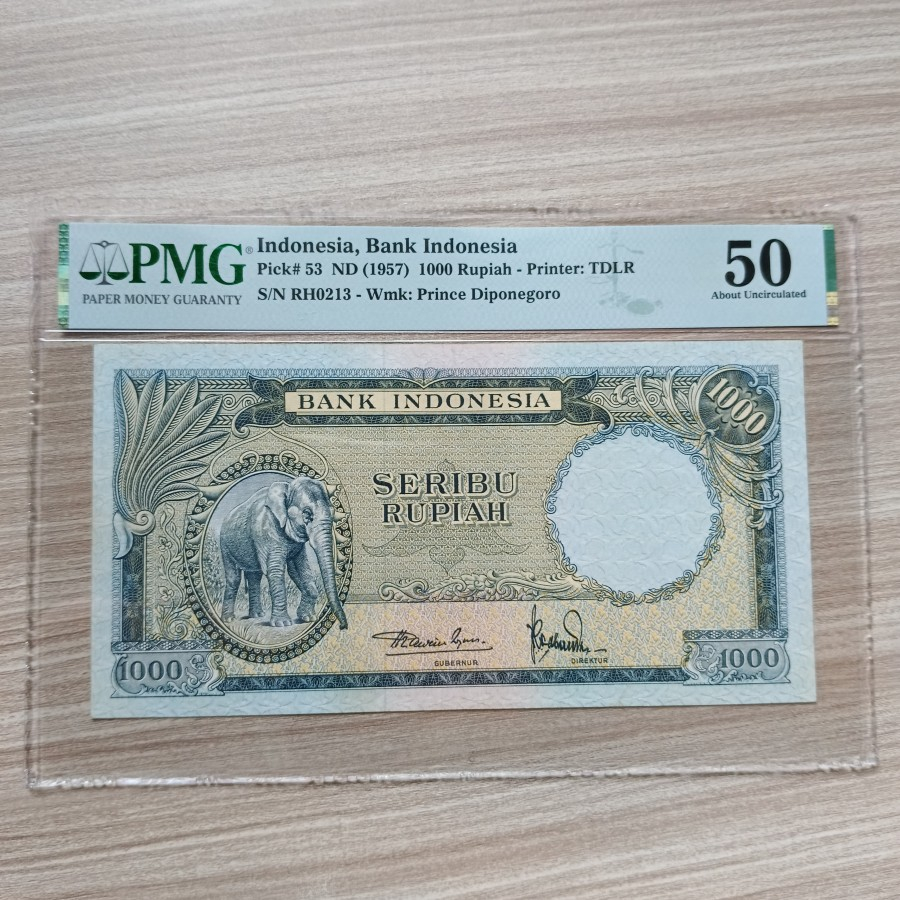 PMG®
PAPER MONEY GUARANTY
Indonesia, Bank Indonesia
Pick# 53 ND (1957) 1000 Rupiah - Printer: TDLR
S/N RH0213 - Wmk: Prince Diponegoro
50
About Uncirculated
BANK INDONESIA
1000
SERIBU
RUPIAH
GUBERNUR
DIREKTUR
1000
1000